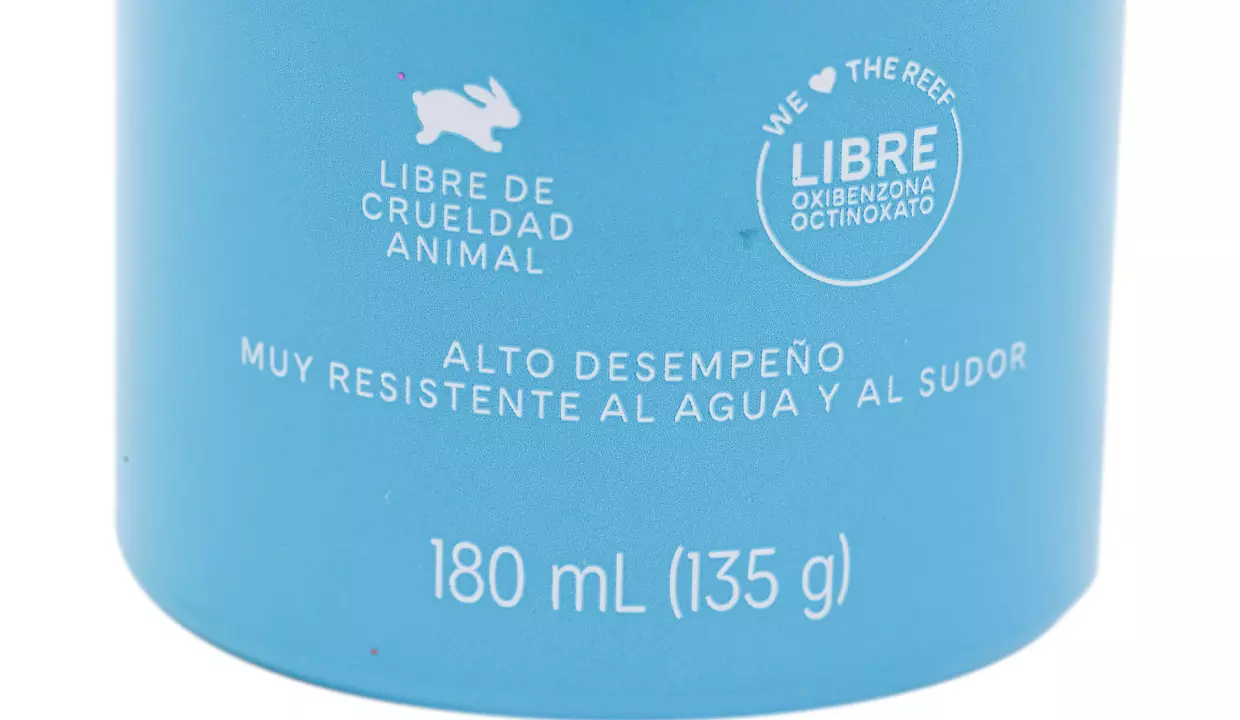 LIBRE DE
CRUELDAD
ANIMAL
WE THE REEF
LIBRE
OXIBENZONA
OCTINOXATO
ALTO DESEMPEÑO
MUY RESISTENTE AL AGUA Y AL SUDOR
180 mL (135 g)